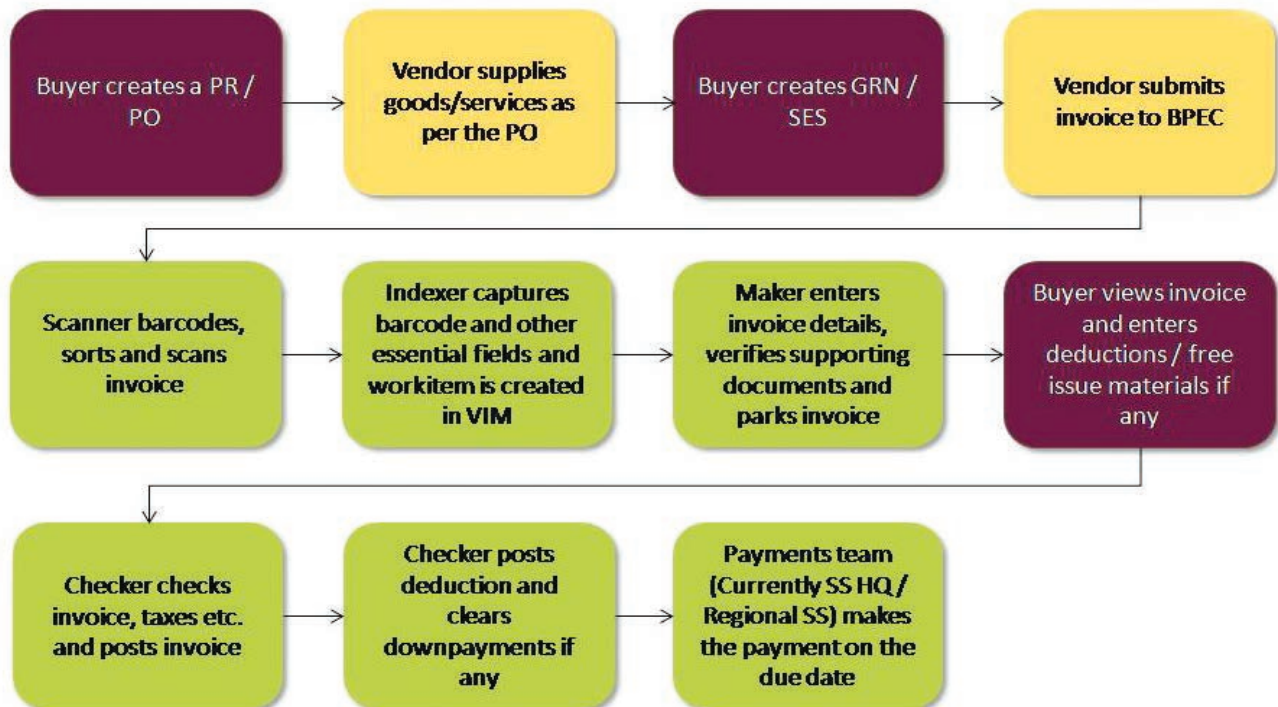 Buyer creates a PR /
PO
Vendor supplies
goods/services as
per the PO
Buyer creates GRN /
SES
Vendor submits
invoice to BPEC
Scanner barcodes,
sorts and scans
invoice
Indexer captures
barcode and other
essential fields and
workitem is created
in VIM
Maker enters
invoice details,
verifies supporting
documents and
parks invoice
Buyer views invoice
and enters
deductions / free
issue materials if
any
Checker checks
invoice, taxes etc.
and posts invoice
Checker posts
deduction and
clears
downpayments if
any
Payments team
(Currently SS HQ /
Regional SS) makes
the payment on the
due date